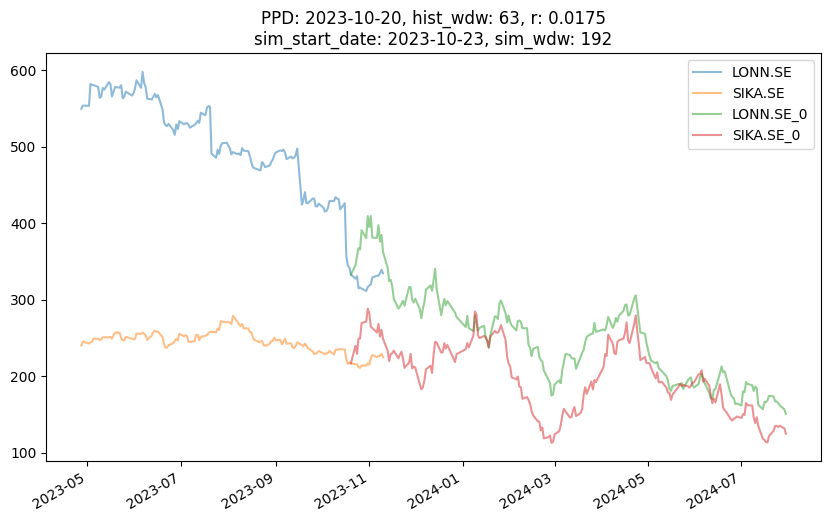 PPD: 2023-10-20, hist_wdw: 63, r: 0.0175
sim_start_date: 2023-10-23, sim_wdw: 192
LONN.SE
SIKA.SE
LONN.SE_0
SIKA.SE_0
600
500
400
300
200
100
2023-05
2023-07
2023-09
2023-11
2024-01
2024-03
2024-05
2024-07